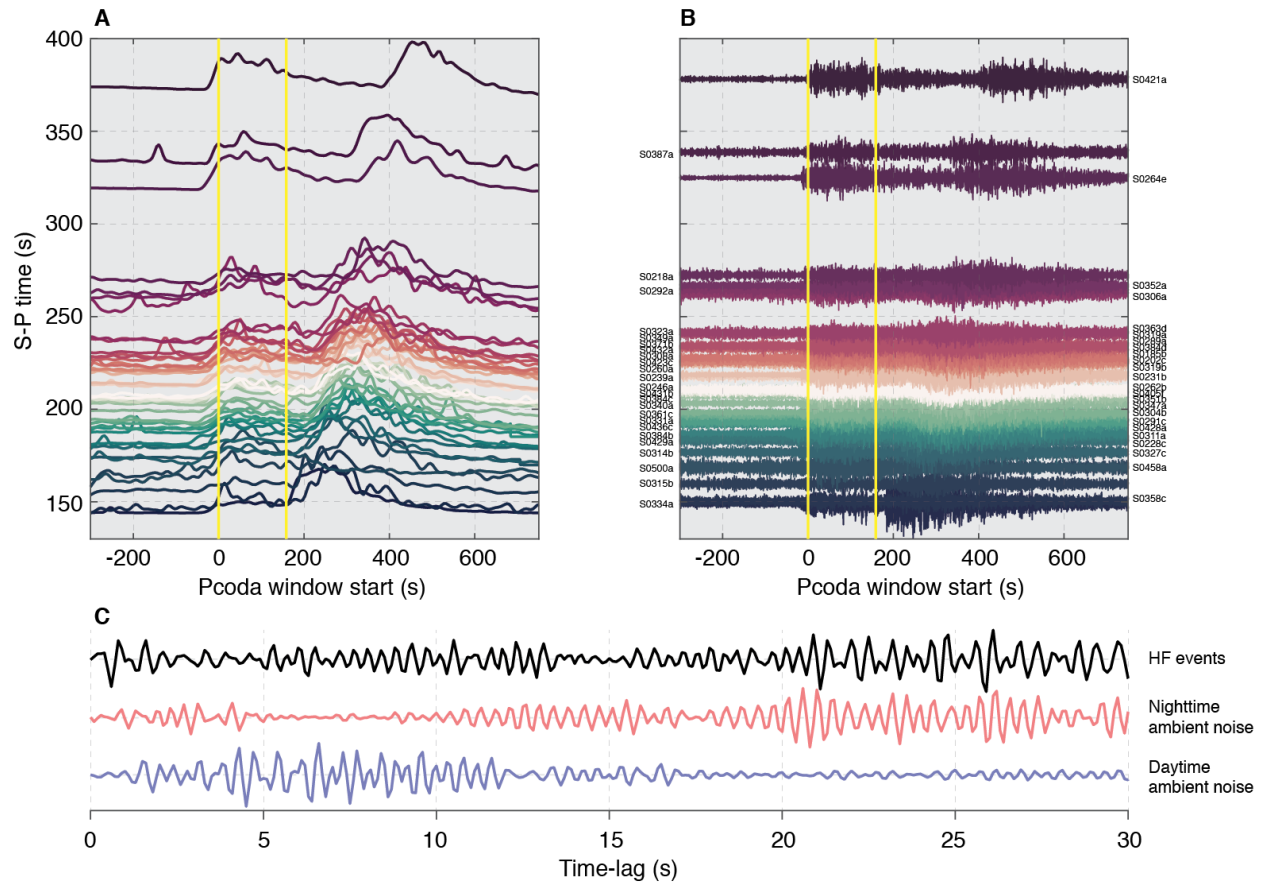 A
B
400
350
300
250
200
150
S-P time (s)
-200
0
200
400
600
Pcoda window start (s)
-200
0
200
400
600
Pcoda window start (s)
S0421a
S0387a
S0264e
S0218a
S0292a
S0352a
S0306a
S0323a
S0363d
S0319a
S0260a
S0239a
S0319b
S0231b
S0246a
S0262b
S0340a
S0347a
S0304b
S0361c
S0291c
S0436c
S0311a
S0429a
S0228c
S0314b
S0327c
S0500a
S0458a
S0315b
S0334a
S0358c
C
HF events
Nighttime
ambient noise
Daytime
ambient noise
0
5
10
15
20
25
30
Time-lag (s)